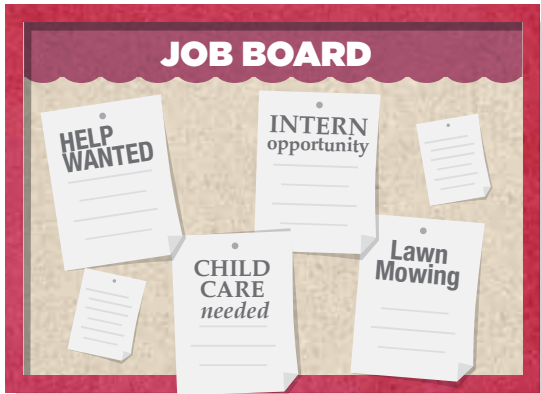 JOB BOARD
HELP
WANTED
INTERN
opportunity
CHILD
CARE
needed
Lawn
Mowing